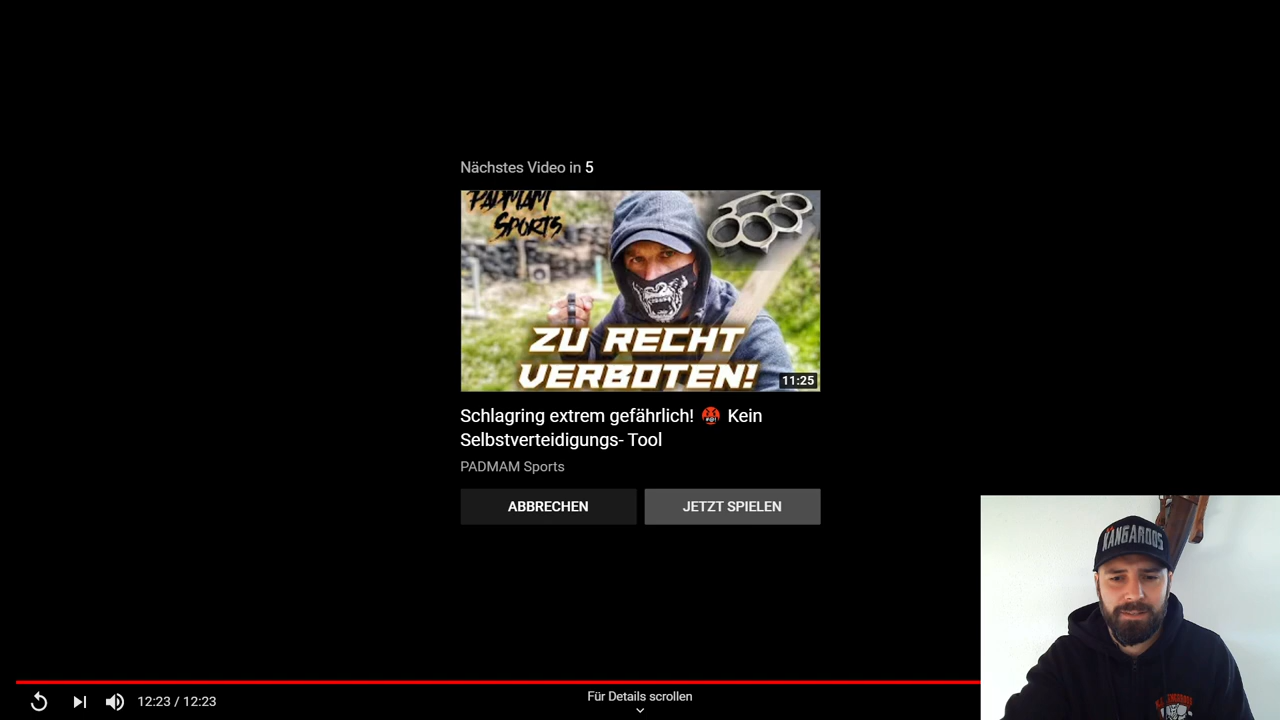 Nächstes Video in 5
PADMAM
SPORTS
ZU RECHT
VERBOTEN!
11:25
Schlagring extrem gefährlich! 🤬 Kein
Selbstverteidigungs- Tool
PADMAM Sports
ABBRECHEN
JETZT SPIELEN
KANGAROOS
12:23 / 12:23
Für Details scrollen